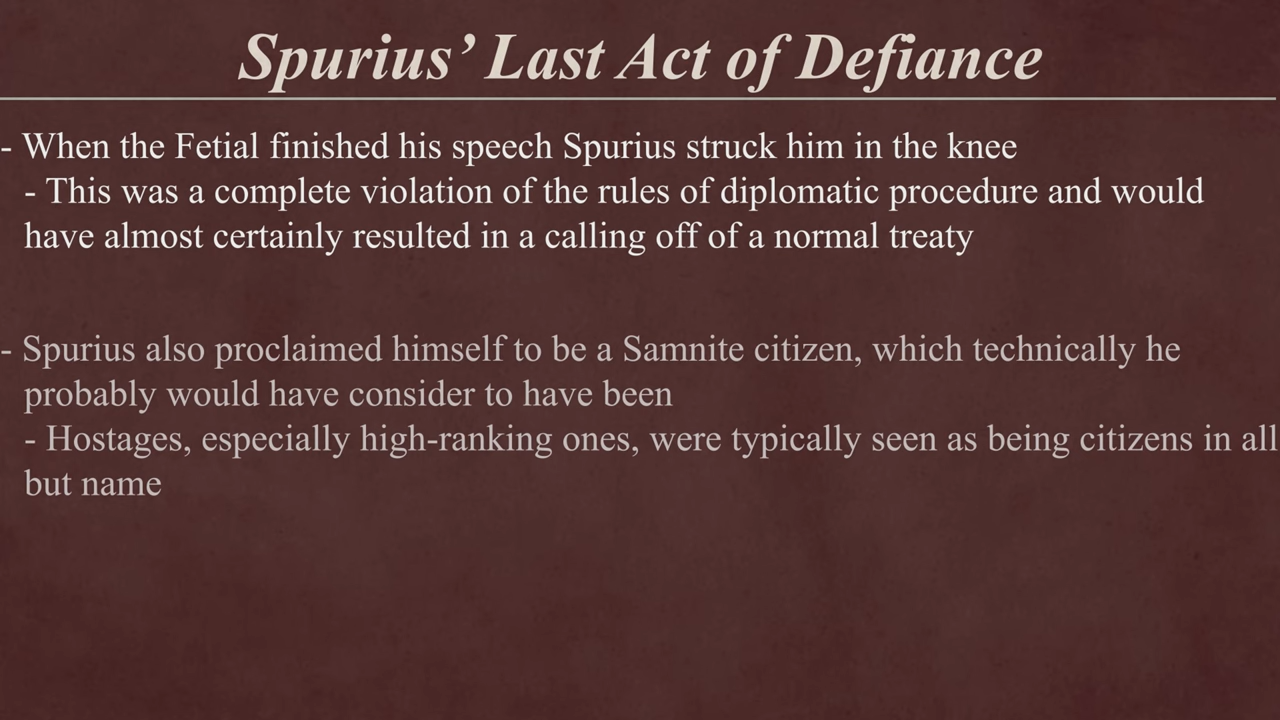 Spurius’ Last Act of Defiance
- When the Fetial finished his speech Spurius struck him in the knee
- This was a complete violation of the rules of diplomatic procedure and would
have almost certainly resulted in a calling off of a normal treaty
- Spurius also proclaimed himself to be a Samnite citizen, which technically he
probably would have consider to have been
- Hostages, especially high-ranking ones, were typically seen as being citizens in all
but name